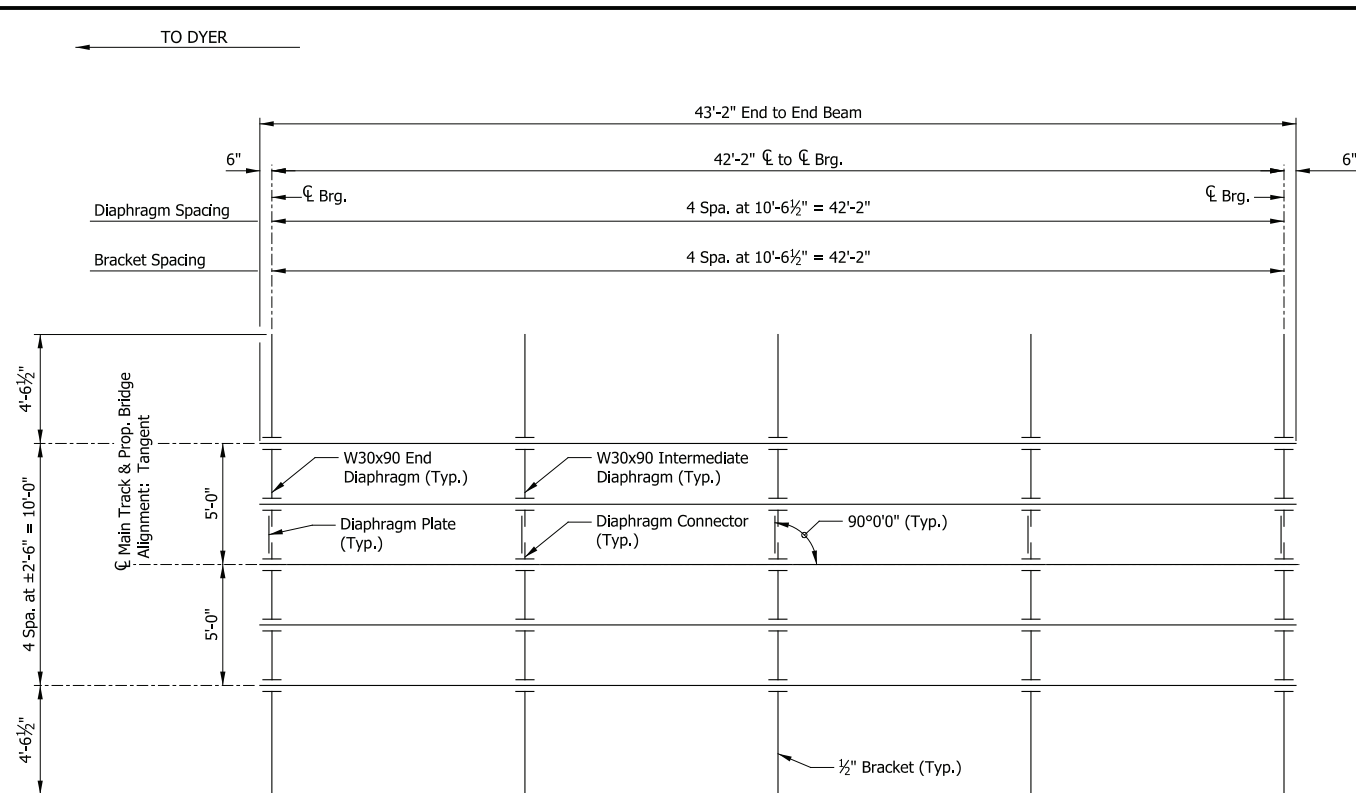 TO DYER
43'-2" End to End Beam
6"
42'-2" ℄ to ℄ Brg.
6"
℄ Brg.
℄ Brg.
Diaphragm Spacing
4 Spa. at 10'-6½" = 42'-2"
Bracket Spacing
4 Spa. at 10'-6½" = 42'-2"
4'-6½"
4 Spa. at ±2'-6" = 10'-0"
4'-6½"
℄ Main Track & Prop. Bridge
Alignment: Tangent
5'-0"
5'-0"
W30x90 End
Diaphragm (Typ.)
W30x90 Intermediate
Diaphragm (Typ.)
Diaphragm Plate
(Typ.)
Diaphragm Connector
(Typ.)
90°0'0" (Typ.)
½" Bracket (Typ.)